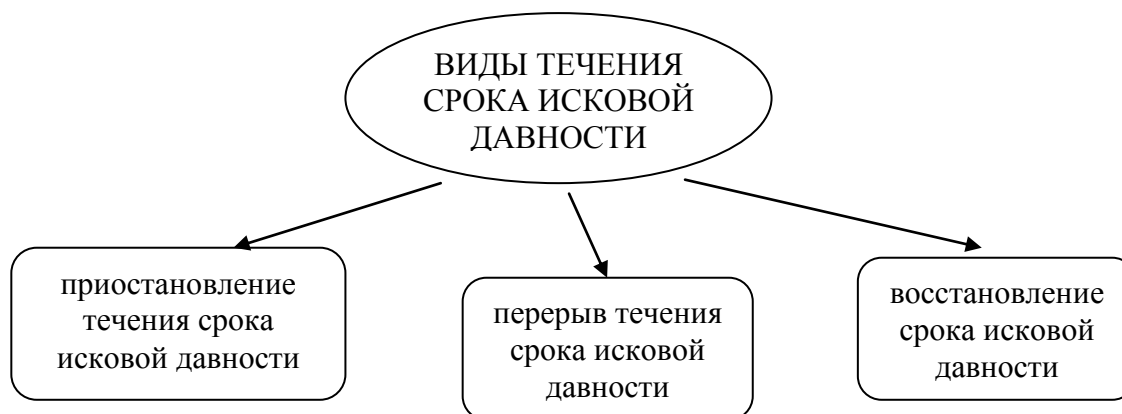 ВИДЫ ТЕЧЕНИЯ
СРОКА ИСКОВОЙ
ДАВНОСТИ
приостановление
течения срока
исковой давности
перерыв течения
срока исковой
давности
восстановление
срока исковой
давности